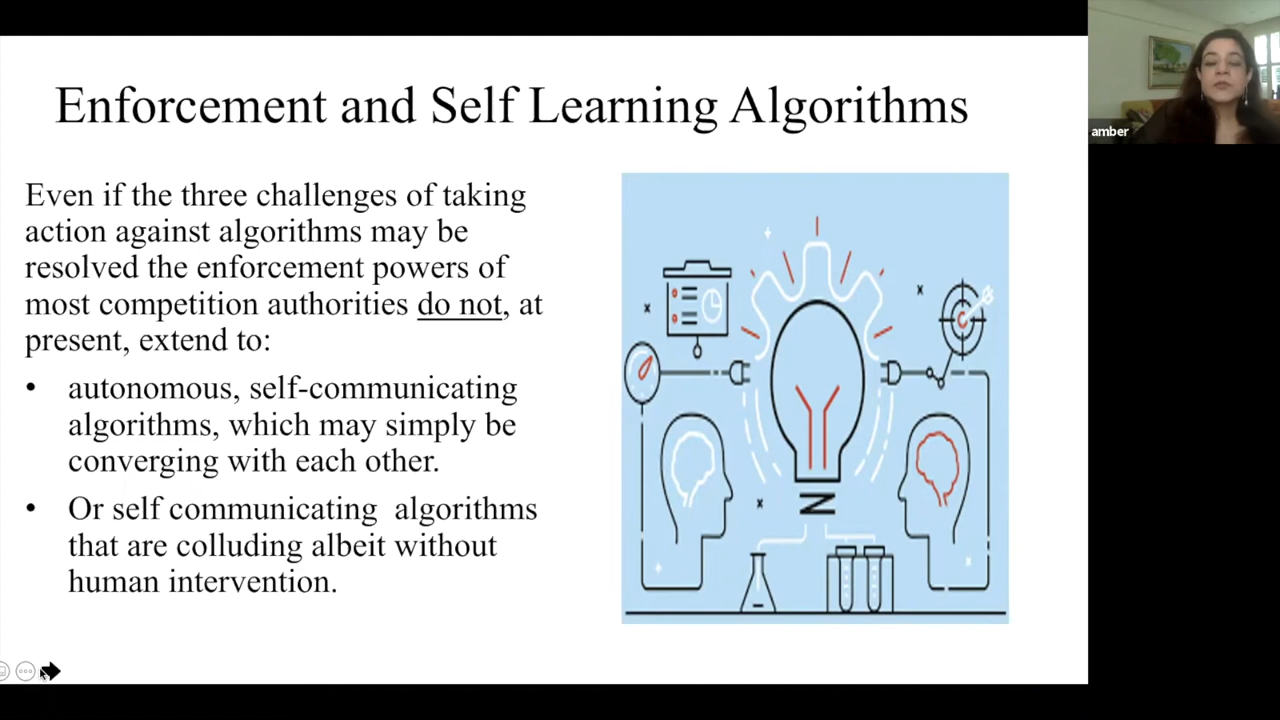 Enforcement and Self Learning Algorithms
Even if the three challenges of taking
action against algorithms may be
resolved the enforcement powers of
most competition authorities do not, at
present, extend to:
• autonomous, self-communicating
algorithms, which may simply be
converging with each other.
• Or self communicating  algorithms
that are colluding albeit without
human intervention.
amber